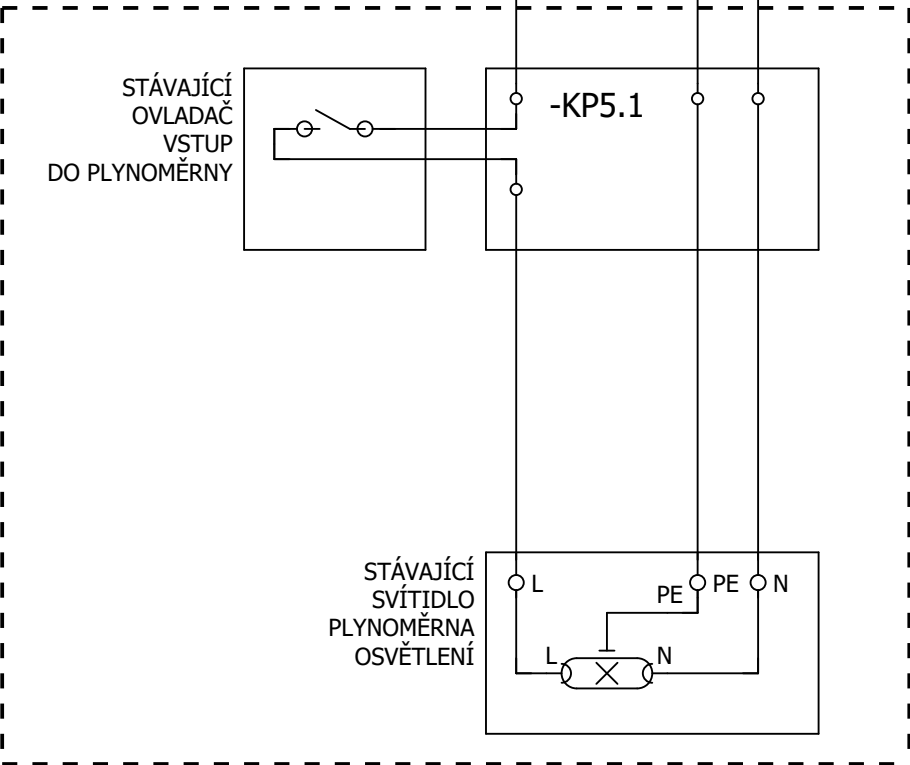 STÁVAJÍCÍ
OVLADAČ
VSTUP
DO PLYNOMĚRNY
-KP5.1
STÁVAJÍCÍ
SVÍTIDLO
PLYNOMĚRNA
OSVĚTLENÍ
L
PE
PE
N
L
N